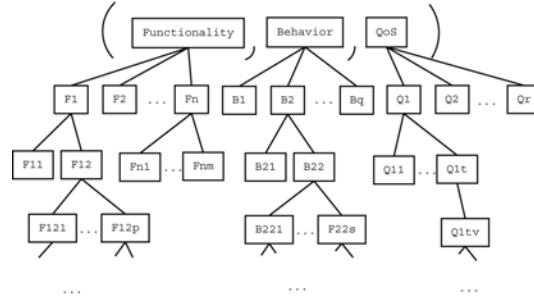 ( Functionality , Behavior , QoS )
F1 F2 ... Fn B1 B2 ... Bq Q1 Q2 ... Qr
F11 F12 Fn1 ... Fnm B21 B22 Q11 ... Q1t
F121 ... F12p B221 ... F22s Q1tv
... ... ...